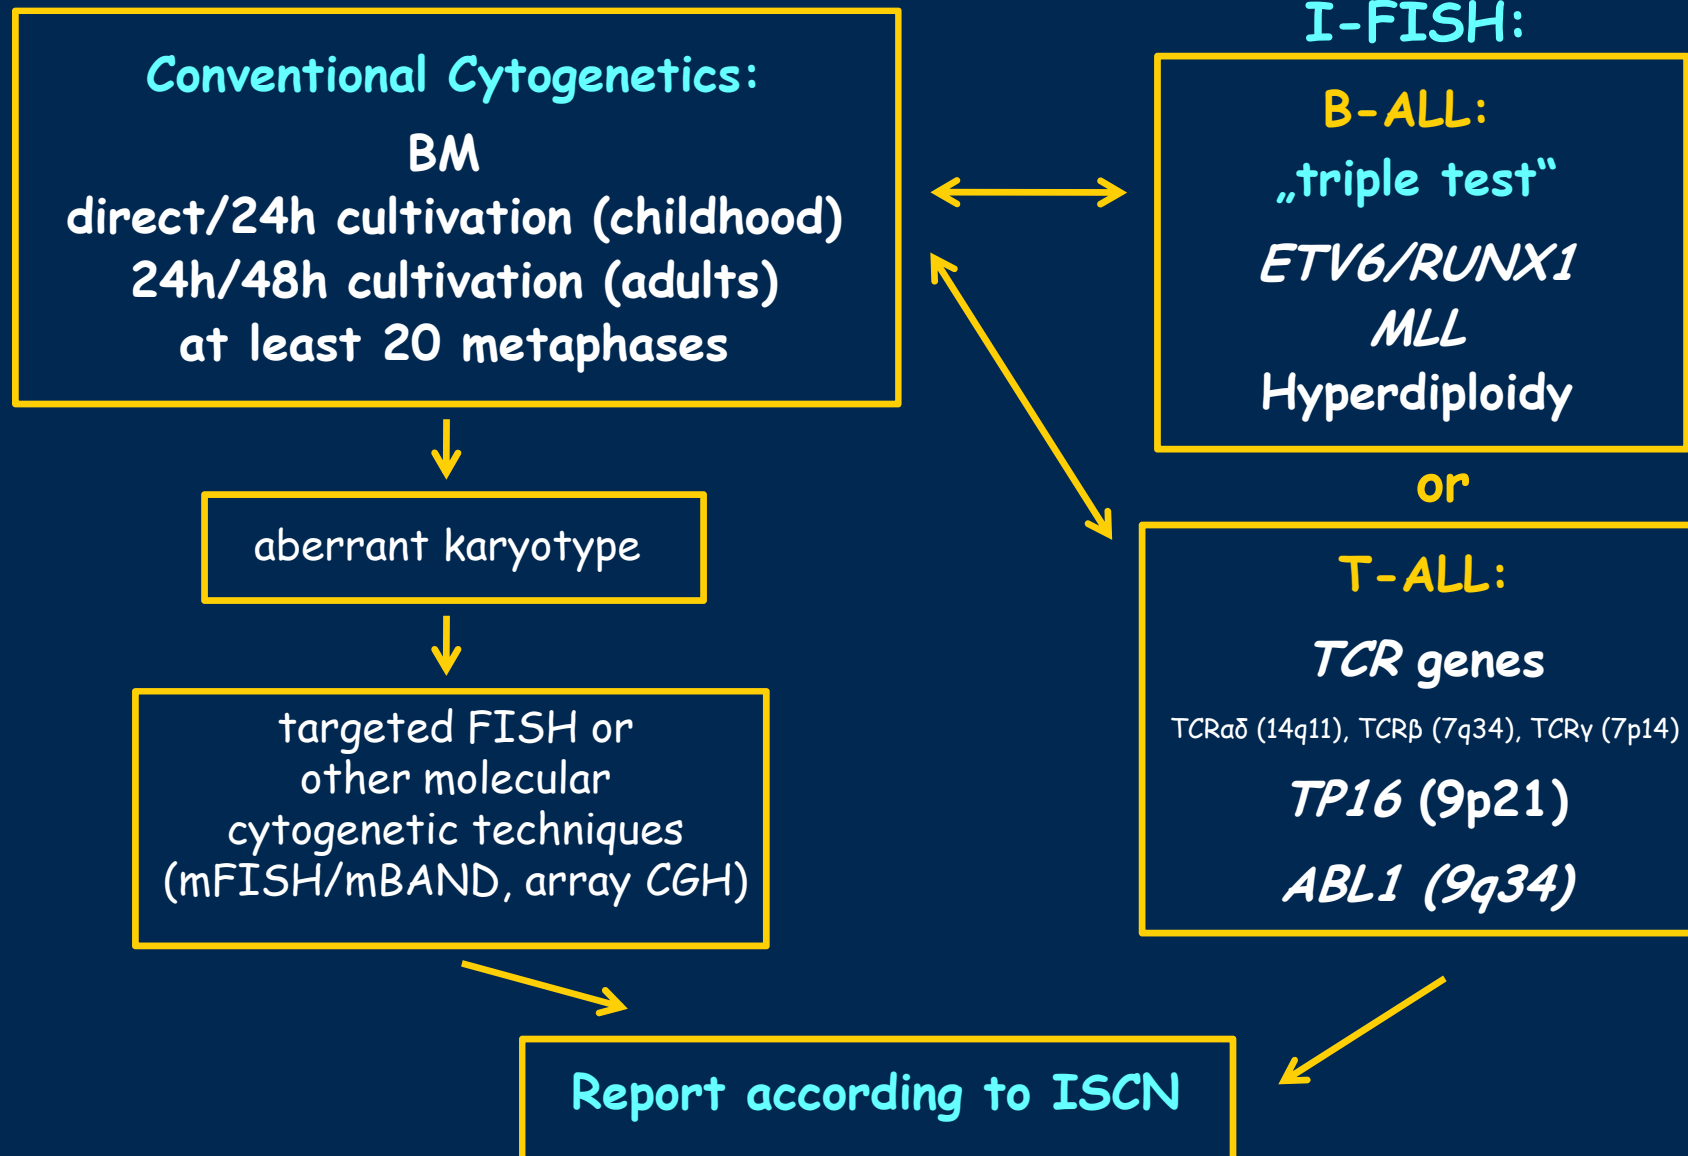 Conventional Cytogenetics:
BM
direct/24h cultivation (childhood)
24h/48h cultivation (adults)
at least 20 metaphases
aberrant karyotype
targeted FISH or
other molecular
cytogenetic techniques
(mFISH/mBAND, array CGH)
I-FISH:
B-ALL:
„triple test“
ETV6/RUNX1
MLL
Hyperdiploidy
or
T-ALL:
TCR genes
TCRαδ (14q11), TCRβ (7q34), TCRγ (7p14)
TP16 (9p21)
ABL1 (9q34)
Report according to ISCN